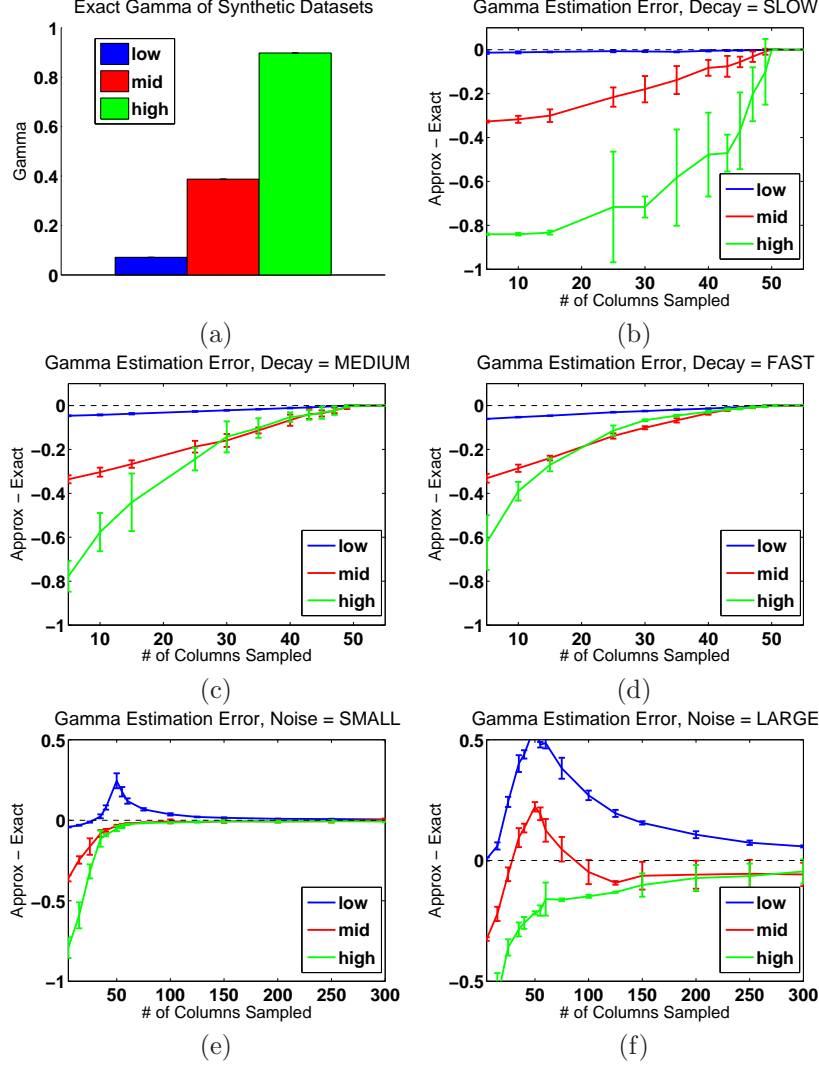 Exact Gamma of Synthetic Datasets
1
0.8
0.6
0.4
0.2
0
Gamma
low
mid
high
(a)
Gamma Estimation Error, Decay = SLOW
0
−0.2
−0.4
−0.6
−0.8
−1
Approx − Exact
low
mid
high
10 20 30 40 50
# of Columns Sampled
(b)
Gamma Estimation Error, Decay = MEDIUM
0
−0.2
−0.4
−0.6
−0.8
−1
Approx − Exact
low
mid
high
10 20 30 40 50
# of Columns Sampled
(c)
Gamma Estimation Error, Decay = FAST
0
−0.2
−0.4
−0.6
−0.8
−1
Approx − Exact
low
mid
high
10 20 30 40 50
# of Columns Sampled
(d)
Gamma Estimation Error, Noise = SMALL
0.5
0
−0.5
−1
Approx − Exact
low
mid
high
50 100 150 200 250 300
# of Columns Sampled
(e)
Gamma Estimation Error, Noise = LARGE
0.5
0
−0.5
Approx − Exact
low
mid
high
50 100 150 200 250 300
# of Columns Sampled
(f)